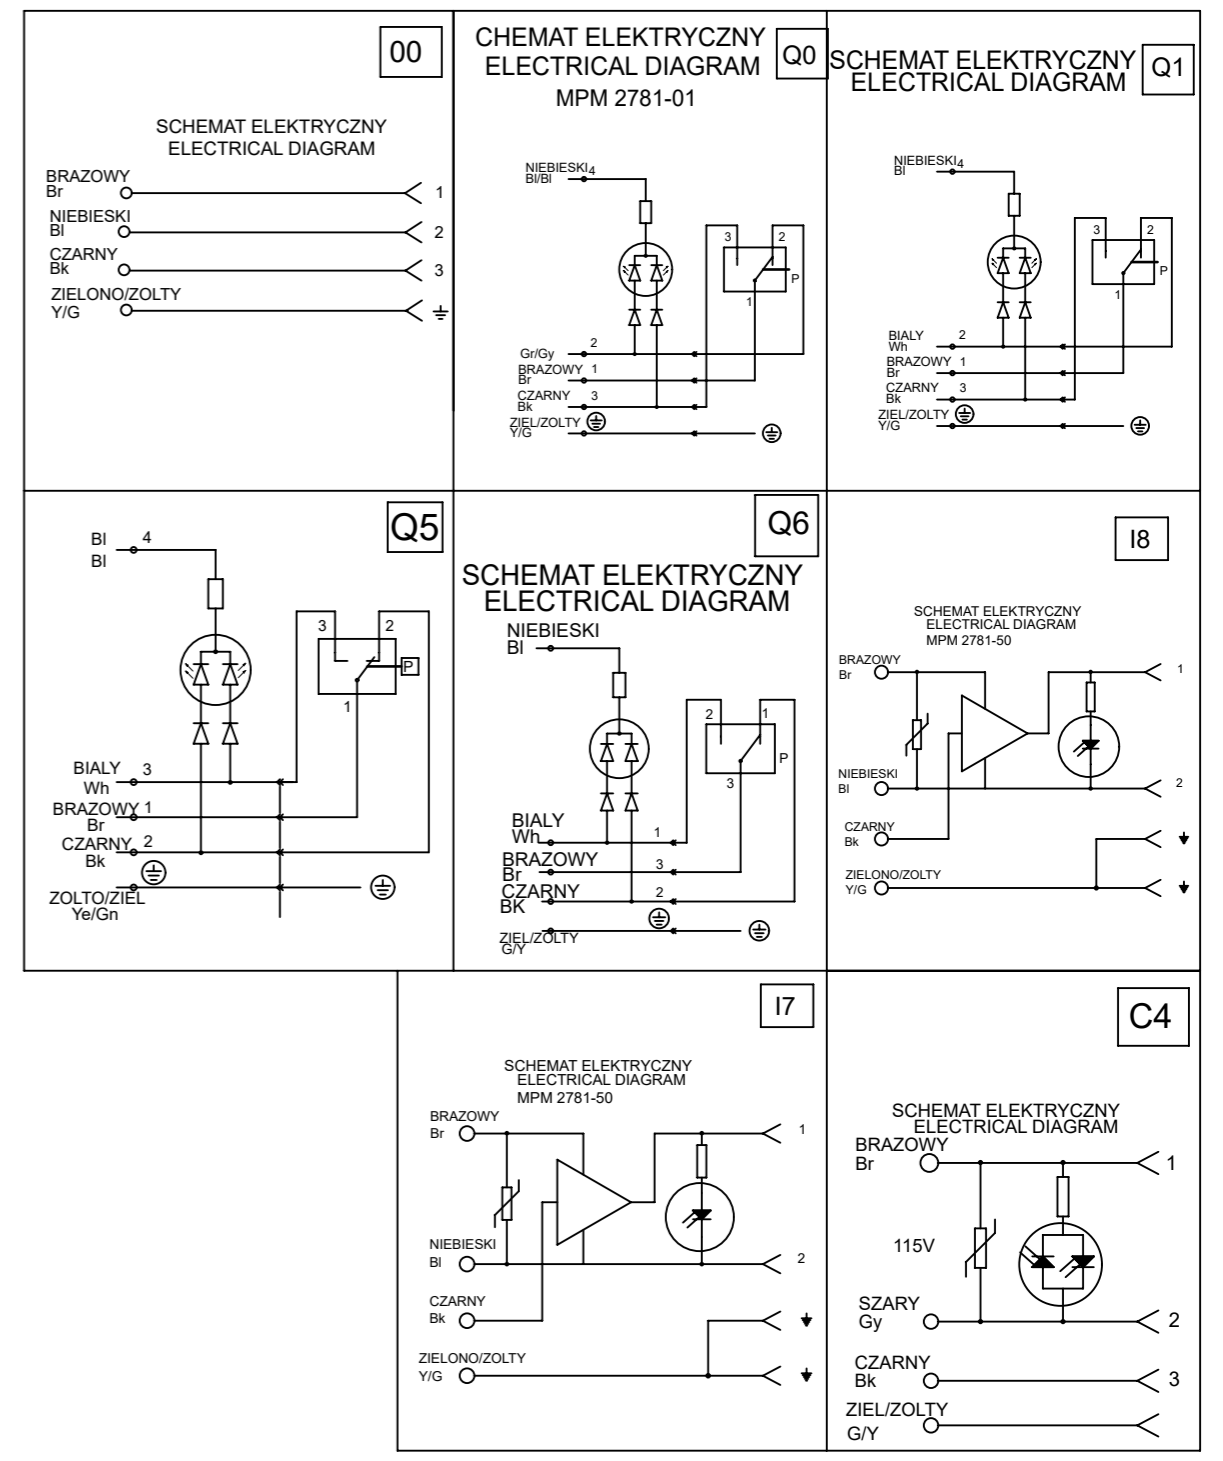 00
SCHEMAT ELEKTRYCZNY
ELECTRICAL DIAGRAM
BRAZOWY
Br
1
NIEBIESKI
Bl
2
CZARNY
Bk
3
ZIELONO/ZOLTY
Y/G
CHEMAT ELEKTRYCZNY
ELECTRICAL DIAGRAM
MPM 2781-01
Q0
NIEBIESKI 4
Bl/Bl
3 2
P
1
2
Gr/Gy
BRAZOWY 1
Br
CZARNY 3
Bk
ZIEL/ZOLTY
Y/G
SCHEMAT ELEKTRYCZNY
ELECTRICAL DIAGRAM
Q1
NIEBIESKI 4
Bl
3 2
P
1
BIALY 2
Wh
BRAZOWY 1
Br
CZARNY 3
Bk
ZIEL/ZOLTY
Y/G
Q5
Bl 4
Bl
3 2
P
1
BIALY 3
Wh
BRAZOWY 1
Br
CZARNY 2
Bk
ZOLTO/ZIEL
Ye/Gn
Q6
SCHEMAT ELEKTRYCZNY
ELECTRICAL DIAGRAM
NIEBIESKI
Bl
2 1
P
3
BIALY
Wh 1
BRAZOWY
Br 3
CZARNY
BK 2
ZIEL/ZOLTY
G/Y
I8
SCHEMAT ELEKTRYCZNY
ELECTRICAL DIAGRAM
MPM 2781-50
BRAZOWY
Br
1
NIEBIESKI
Bl
2
CZARNY
Bk
ZIELONO/ZOLTY
Y/G
I7
SCHEMAT ELEKTRYCZNY
ELECTRICAL DIAGRAM
MPM 2781-50
BRAZOWY
Br
1
NIEBIESKI
Bl
2
CZARNY
Bk
ZIELONO/ZOLTY
Y/G
C4
SCHEMAT ELEKTRYCZNY
ELECTRICAL DIAGRAM
BRAZOWY
Br
1
115V
SZARY
Gy
2
CZARNY
Bk
3
ZIEL/ZOLTY
G/Y